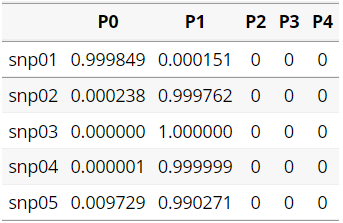 P0 P1 P2 P3 P4
snp01 0.999849 0.000151 0 0 0
snp02 0.000238 0.999762 0 0 0
snp03 0.000000 1.000000 0 0 0
snp04 0.000001 0.999999 0 0 0
snp05 0.009729 0.990271 0 0 0